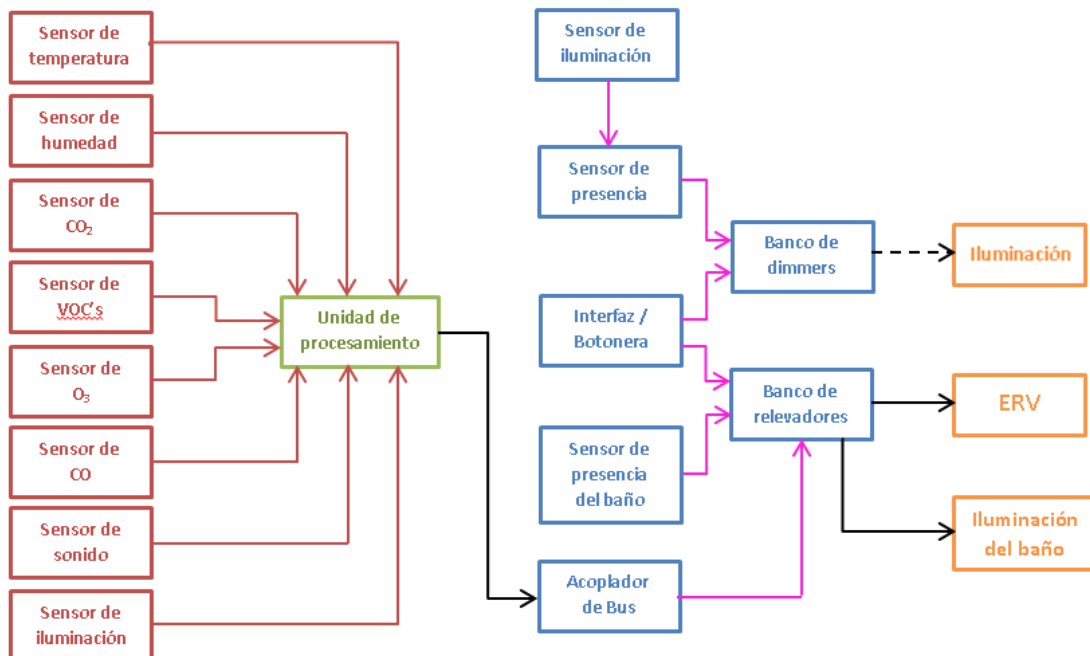 Sensor de
temperatura
Sensor de
humedad
Sensor de
CO₂
Sensor de
VOC's
Sensor de
O₃
Sensor de
CO
Sensor de
sonido
Sensor de
iluminación
Unidad de
procesamiento
Sensor de
iluminación
Sensor de
presencia
Interfaz /
Botonera
Sensor de
presencia
del baño
Acoplador
de Bus
Banco de
dimmers
Banco de
relevadores
Iluminación
ERV
Iluminación
del baño